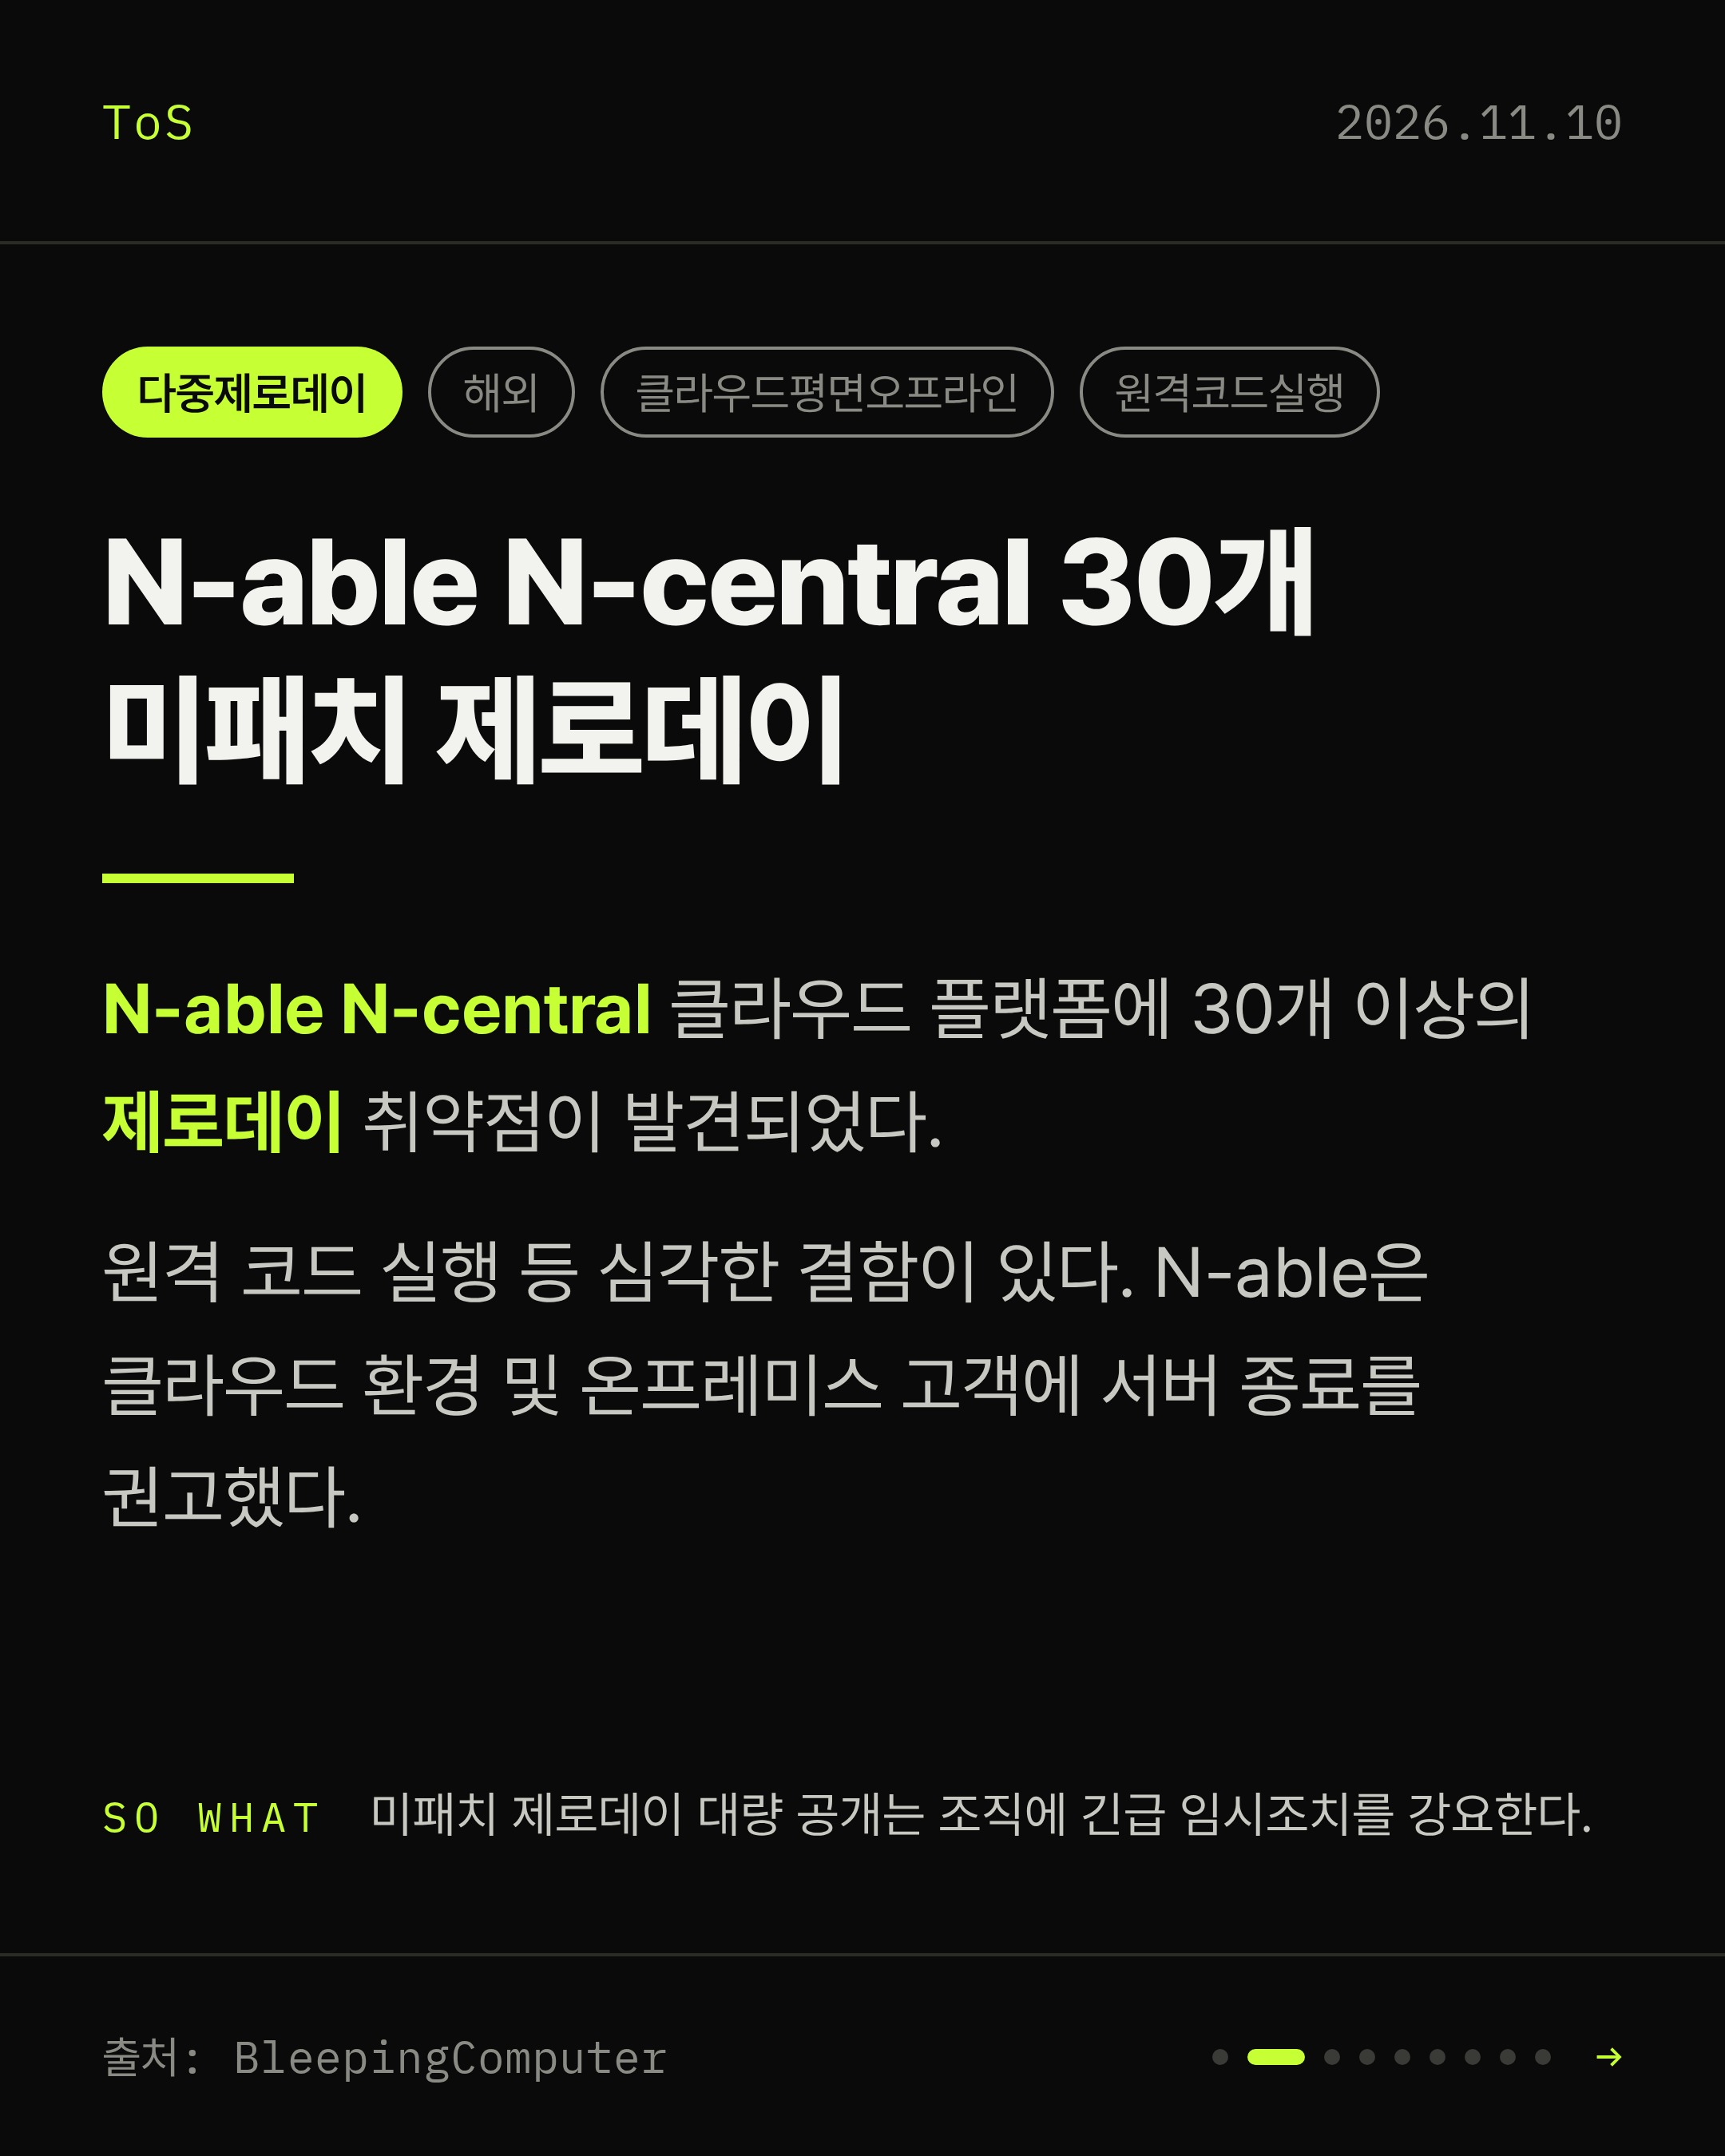 ToS
2026.11.10
다중제로데이
해외
클라우드평면오프라인
원격코드실행
N-able N-central 30개
미패치 제로데이
N-able N-central 클라우드 플랫폼에 30개 이상의
제로데이 취약점이 발견되었다.
원격 코드 실행 등 심각한 결함이 있다. N-able은
클라우드 환경 및 온프레미스 고객에 서버 종료를
권고했다.
SO WHAT 미패치 제로데이 대량 공개는 조직에 긴급 임시조치를 강요한다.
출처: BleepingComputer